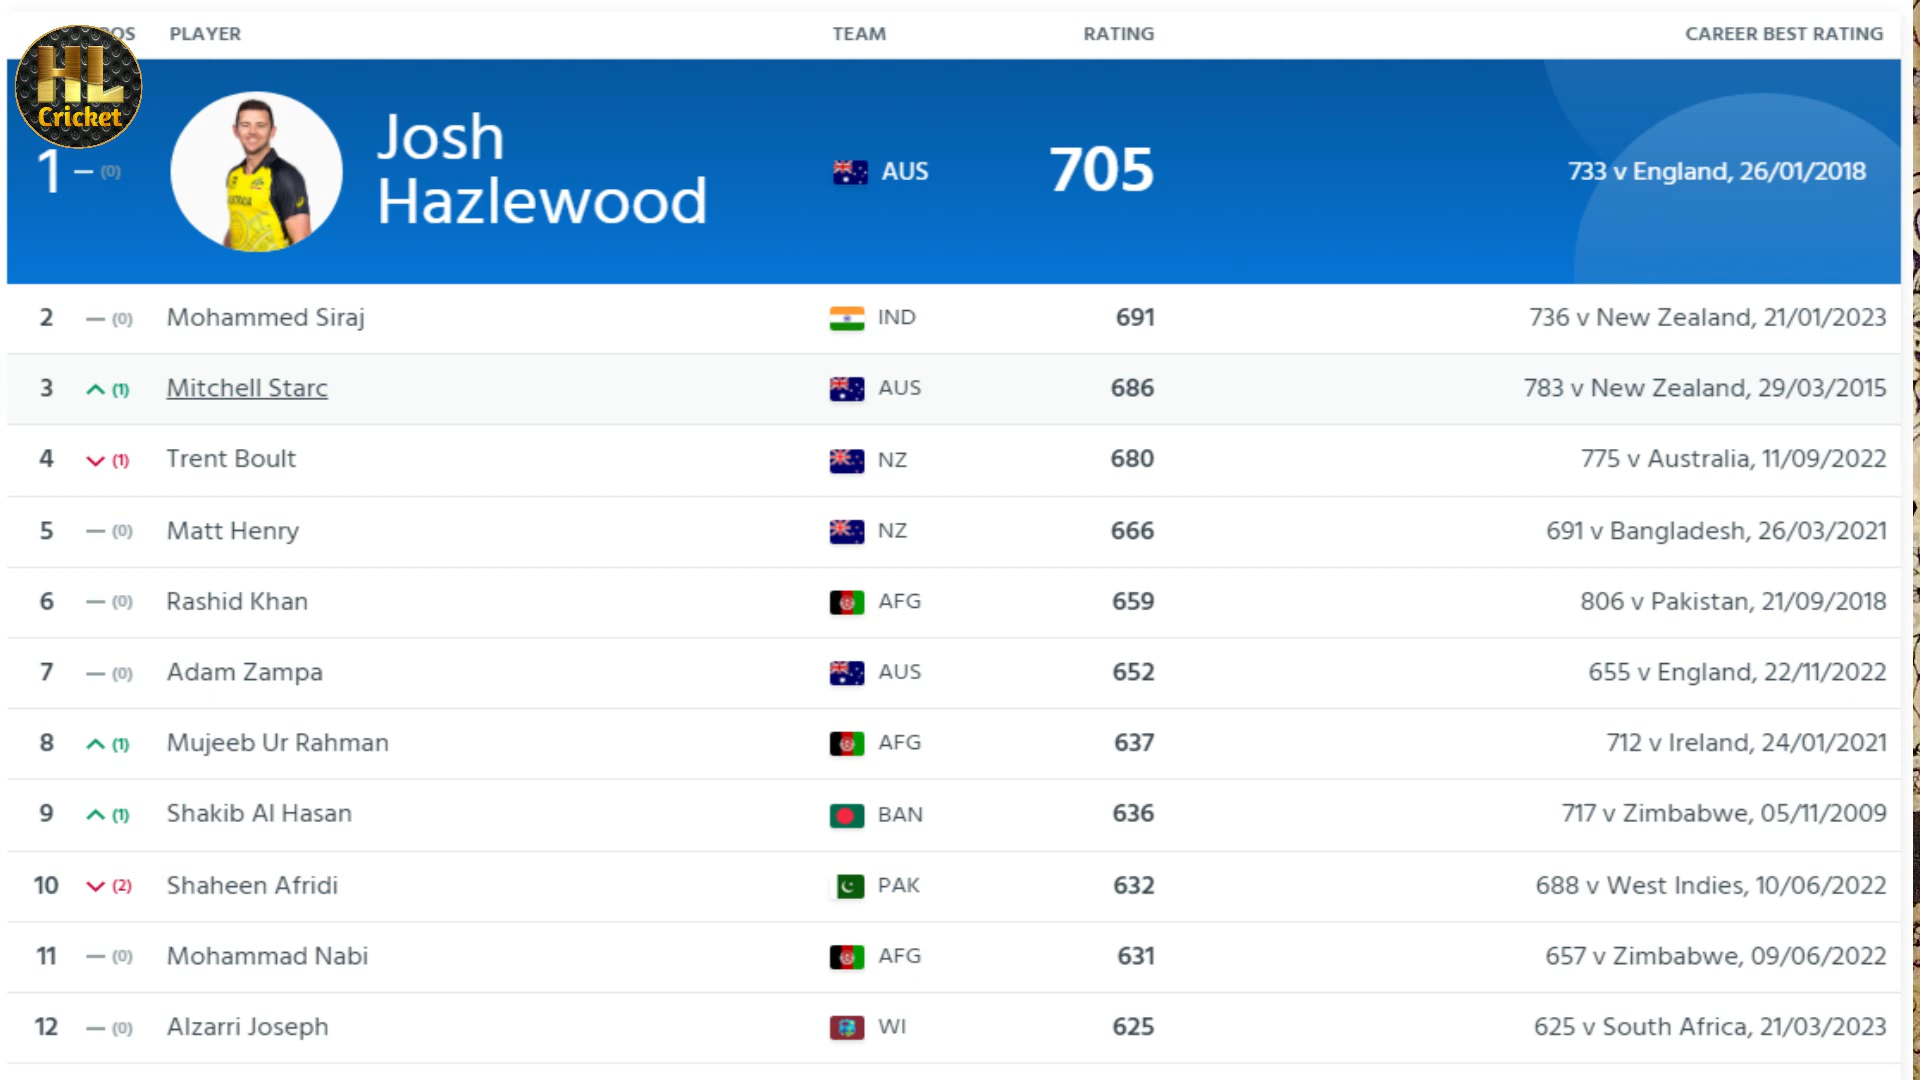 POS PLAYER TEAM RATING CAREER BEST RATING
HL
Cricket
1 — (0) Josh Hazlewood AUS 705 733 v England, 26/01/2018
2 — (0) Mohammed Siraj IND 691 736 v New Zealand, 21/01/2023
3 (1) Mitchell Starc AUS 686 783 v New Zealand, 29/03/2015
4 (1) Trent Boult NZ 680 775 v Australia, 11/09/2022
5 — (0) Matt Henry NZ 666 691 v Bangladesh, 26/03/2021
6 — (0) Rashid Khan AFG 659 806 v Pakistan, 21/09/2018
7 — (0) Adam Zampa AUS 652 655 v England, 22/11/2022
8 (1) Mujeeb Ur Rahman AFG 637 712 v Ireland, 24/01/2021
9 (1) Shakib Al Hasan BAN 636 717 v Zimbabwe, 05/11/2009
10 (2) Shaheen Afridi PAK 632 688 v West Indies, 10/06/2022
11 — (0) Mohammad Nabi AFG 631 657 v Zimbabwe, 09/06/2022
12 — (0) Alzarri Joseph WI 625 625 v South Africa, 21/03/2023